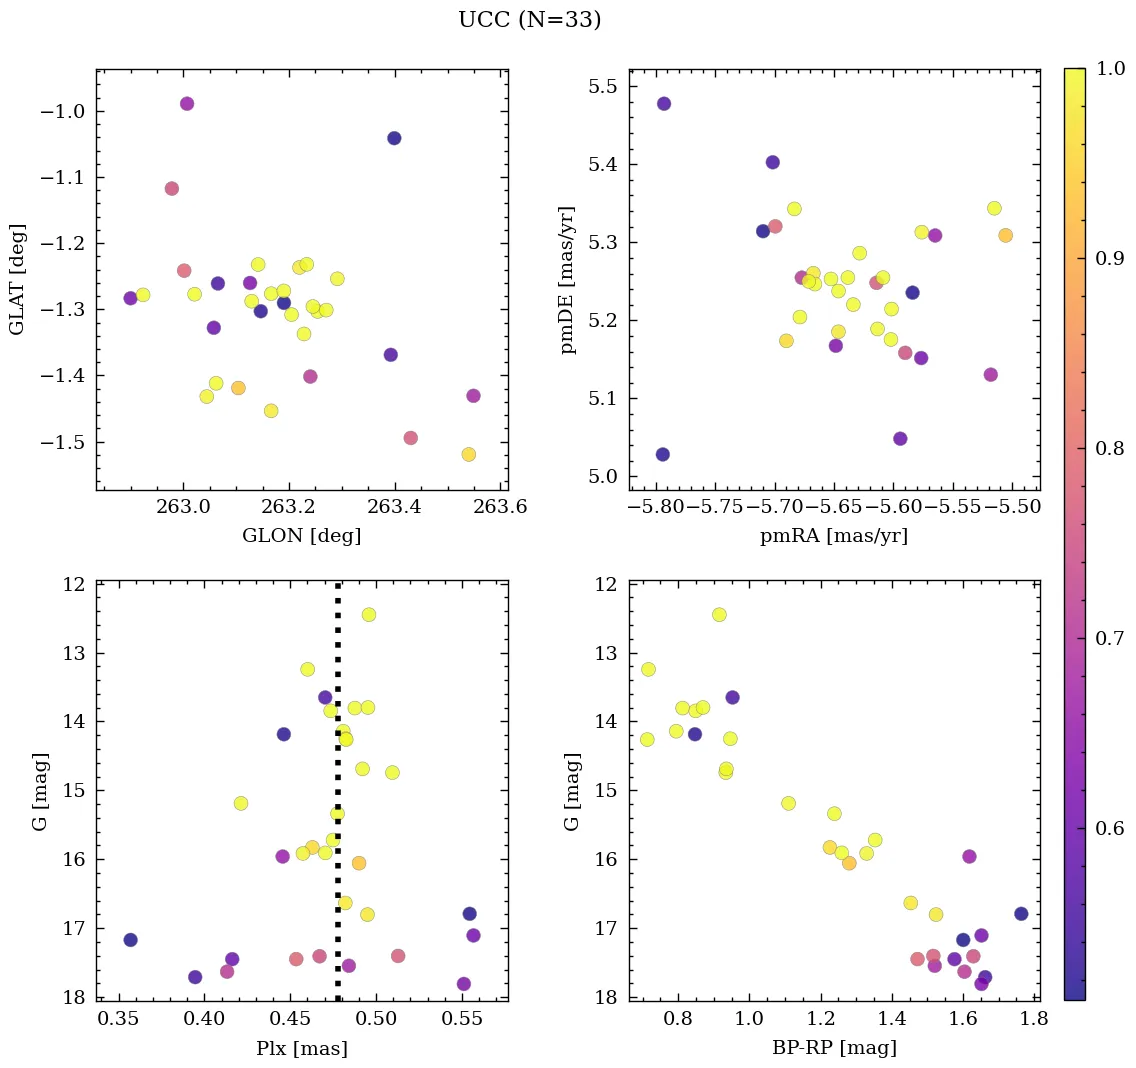 UCC (N=33)
−1.0
−1.1
−1.2
−1.3
−1.4
−1.5
GLAT [deg]
263.0 263.2 263.4 263.6
GLON [deg]
5.5
5.4
5.3
5.2
5.1
5.0
pmDE [mas/yr]
−5.80 −5.75 −5.70 −5.65 −5.60 −5.55 −5.50
pmRA [mas/yr]
12
13
14
15
16
17
18
G [mag]
0.35 0.40 0.45 0.50 0.55
Plx [mas]
12
13
14
15
16
17
18
G [mag]
0.8 1.0 1.2 1.4 1.6 1.8
BP-RP [mag]
1.0
0.9
0.8
0.7
0.6